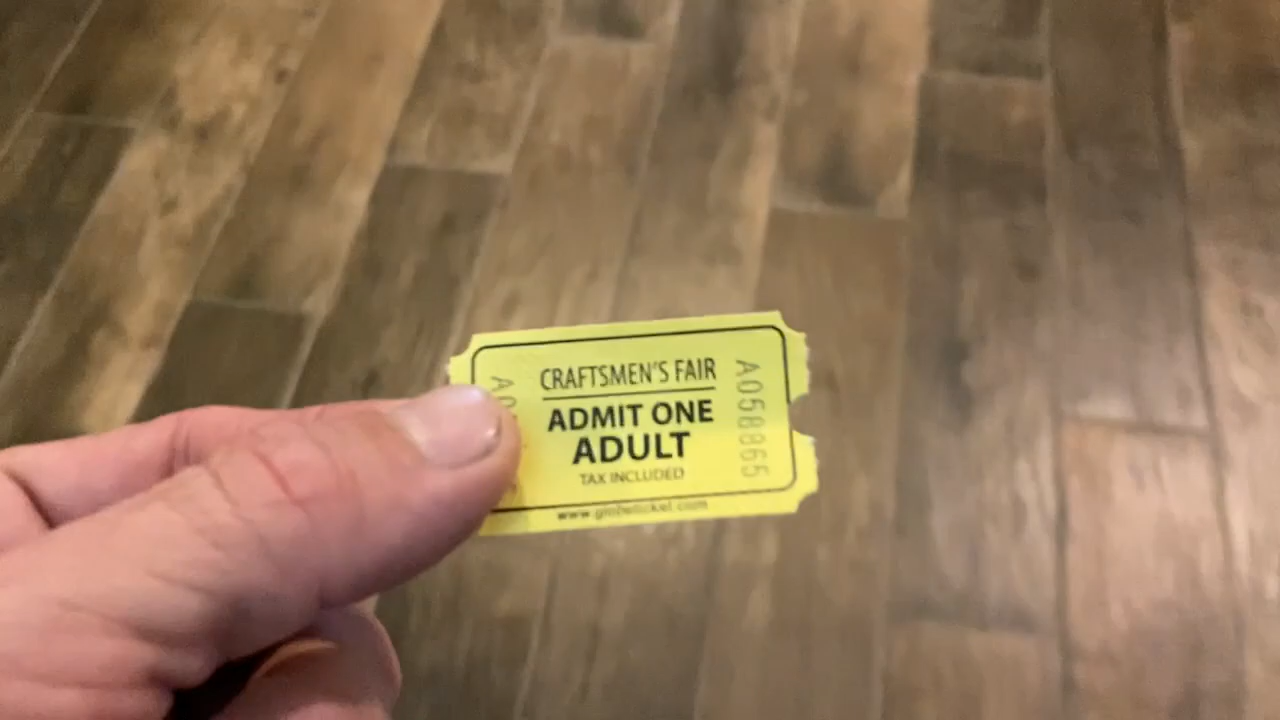 CRAFTSMEN'S FAIR
ADMIT ONE
ADULT
TAX INCLUDED
A058865